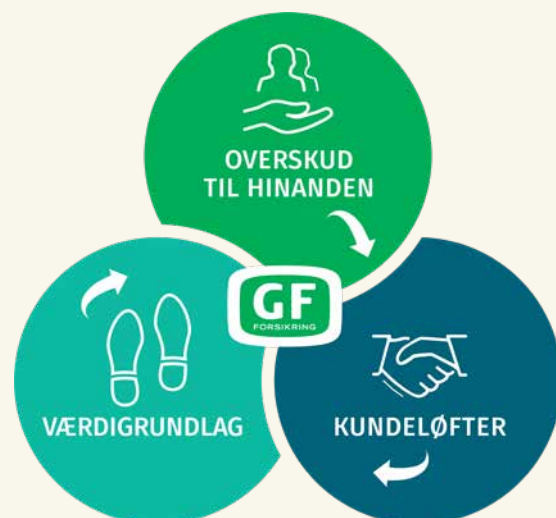 OVERSKUD
TIL HINANDEN
GF
FORSIKRING
VÆRDIGRUNDLAG
KUNDELØFTER